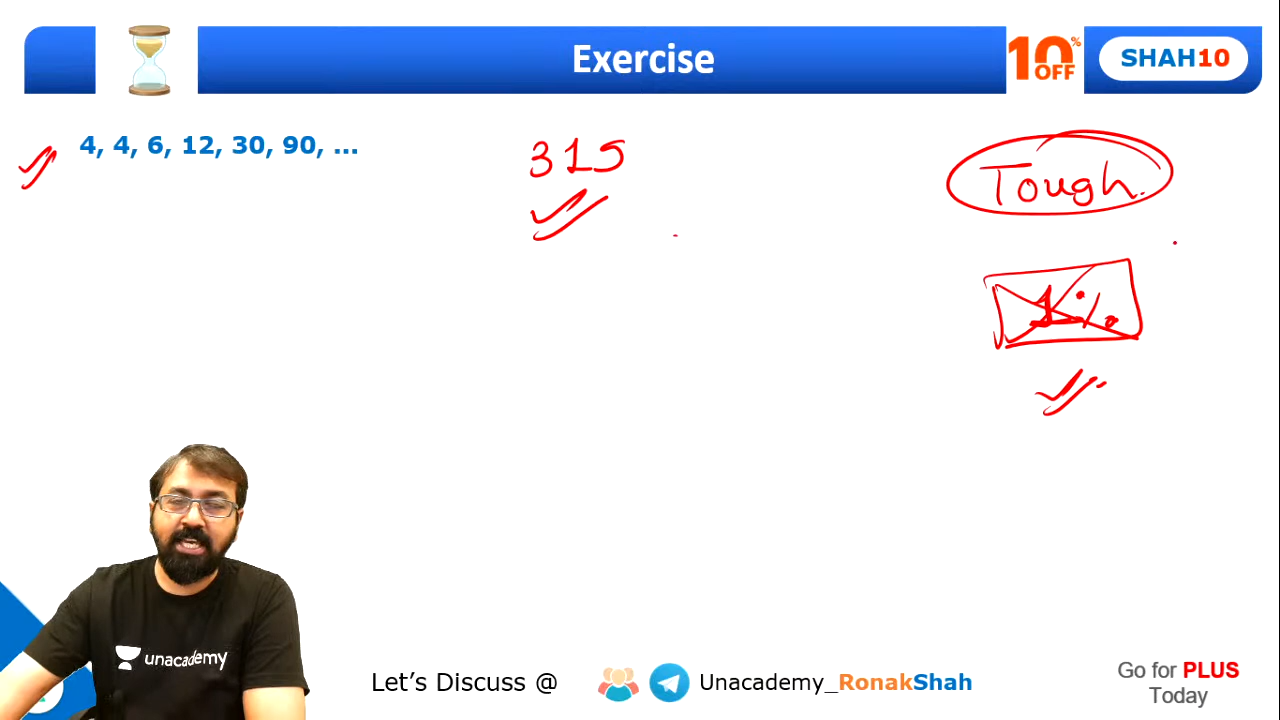 Exercise
10% OFF
SHAH10
4, 4, 6, 12, 30, 90, ...
315
Tough.
1%
unacademy
Let's Discuss @
Unacademy_RonakShah
Go for PLUS
Today